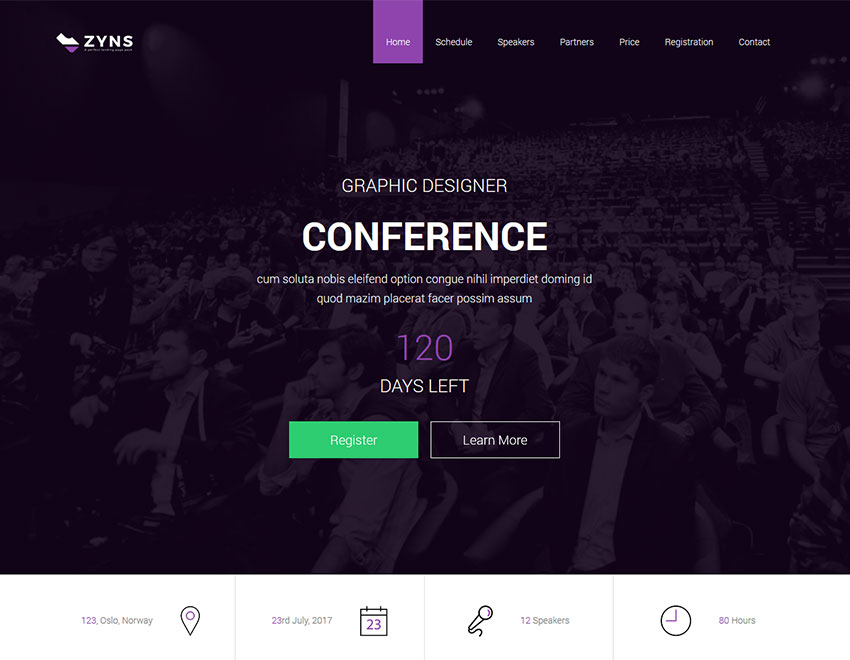 ZYNS
A perfect landing page pack
Home Schedule Speakers Partners Price Registration Contact
GRAPHIC DESIGNER
CONFERENCE
cum soluta nobis eleifend option congue nihil imperdiet doming id
quod mazim placerat facer possim assum
120
DAYS LEFT
Register Learn More
123, Oslo, Norway
23rd July, 2017
23
12 Speakers
80 Hours